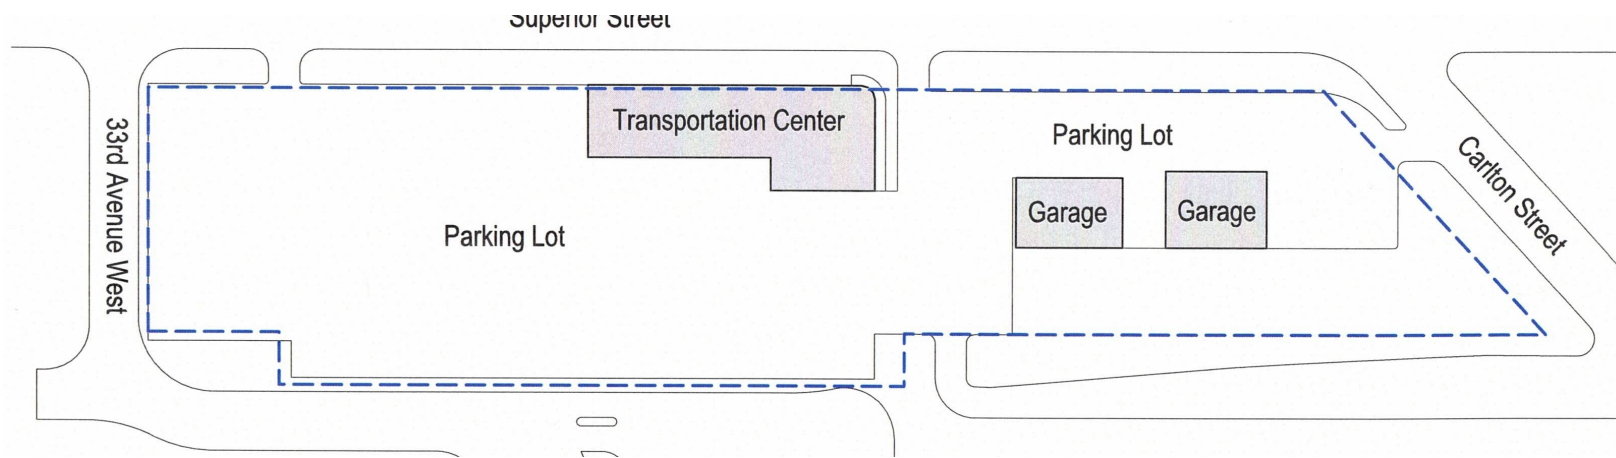 Superior Street
Transportation Center
Parking Lot
33rd Avenue West
Carlton Street
Garage
Garage
Parking Lot